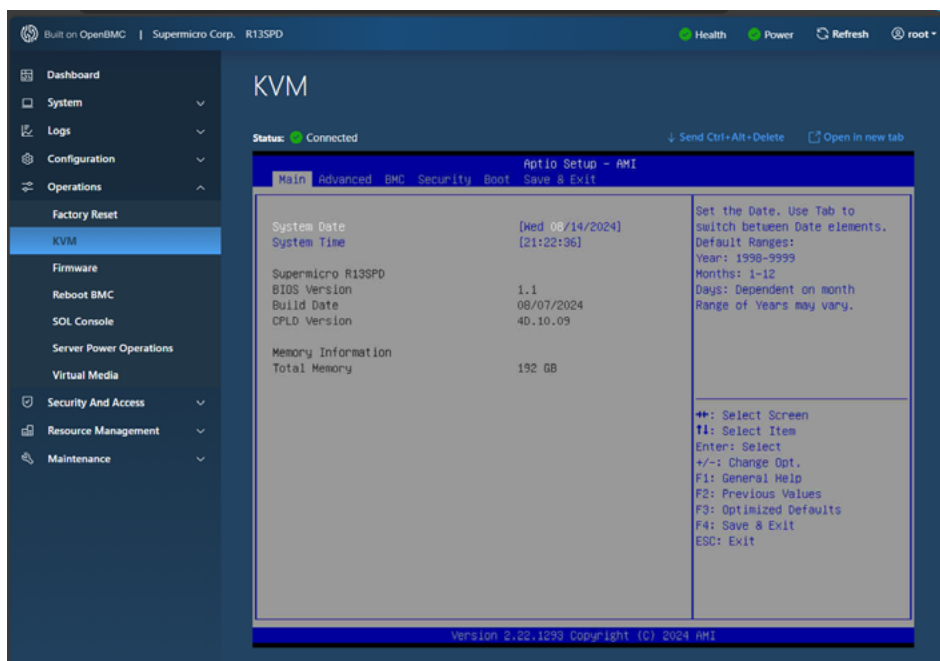 Built on OpenBMC | Supermicro Corp. R13SPD Health Power Refresh root
Dashboard
System
Logs
Configuration
Operations
Factory Reset
KVM
Firmware
Reboot BMC
SOL Console
Server Power Operations
Virtual Media
Security And Access
Resource Management
Maintenance
KVM
Status: Connected Send Ctrl+Alt+Delete Open in new tab
Aptio Setup - AMI
Main Advanced BMC Security Boot Save & Exit
System Date [Wed 08/14/2024]
System Time [21:22:36]
Supermicro R13SPD
BIOS Version 1.1
Build Date 08/07/2024
CPLD Version 4D.10.09
Memory Information
Total Memory 192 GB
Set the Date. Use Tab to
switch between Date elements.
Default Ranges:
Year: 1998-9999
Months: 1-12
Days: Dependent on month
Range of Years may vary.
→←: Select Screen
↑↓: Select Item
Enter: Select
+/-: Change Opt.
F1: General Help
F2: Previous Values
F3: Optimized Defaults
F4: Save & Exit
ESC: Exit
Version 2.22.1293 Copyright (C) 2024 AMI